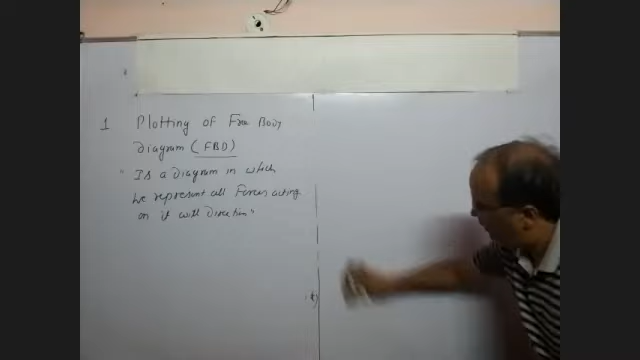 1 Plotting of Free Body
Diagram (FBD)
"Is a Diagram in which
we represent all Forces acting
on it with Direction"